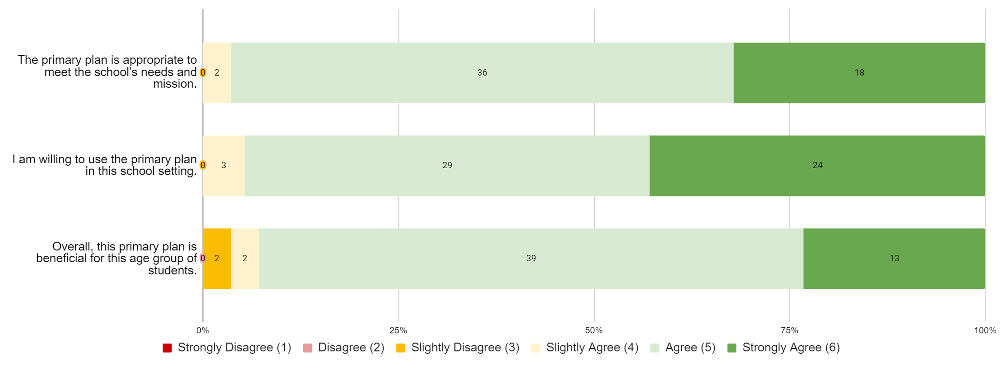 The primary plan is appropriate to
meet the school’s needs and
mission.
0 2 36 18
I am willing to use the primary plan
in this school setting.
0 3 29 24
Overall, this primary plan is
beneficial for this age group of
students.
0 2 2 39 13
0% 25% 50% 75% 100%
Strongly Disagree (1) Disagree (2) Slightly Disagree (3) Slightly Agree (4) Agree (5) Strongly Agree (6)